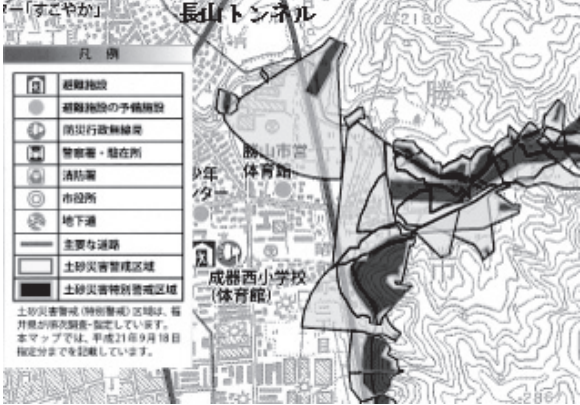 ター「すこやか」
長山トンネル
凡 例
避難施設
避難施設の予備施設
防災行政無線局
警察署・駐在所
消防署
市役所
地下道
主要な道路
土砂災害警戒区域
土砂災害特別警戒区域
土砂災害警戒(特別警戒)区域は、福
井県が順次調査・指定しています。
本マップでは、平成21年9月18日
指定分までを記載しています。
勝山市営
体育館
少年
ター
成器西小学校
(体育館)
勝
市